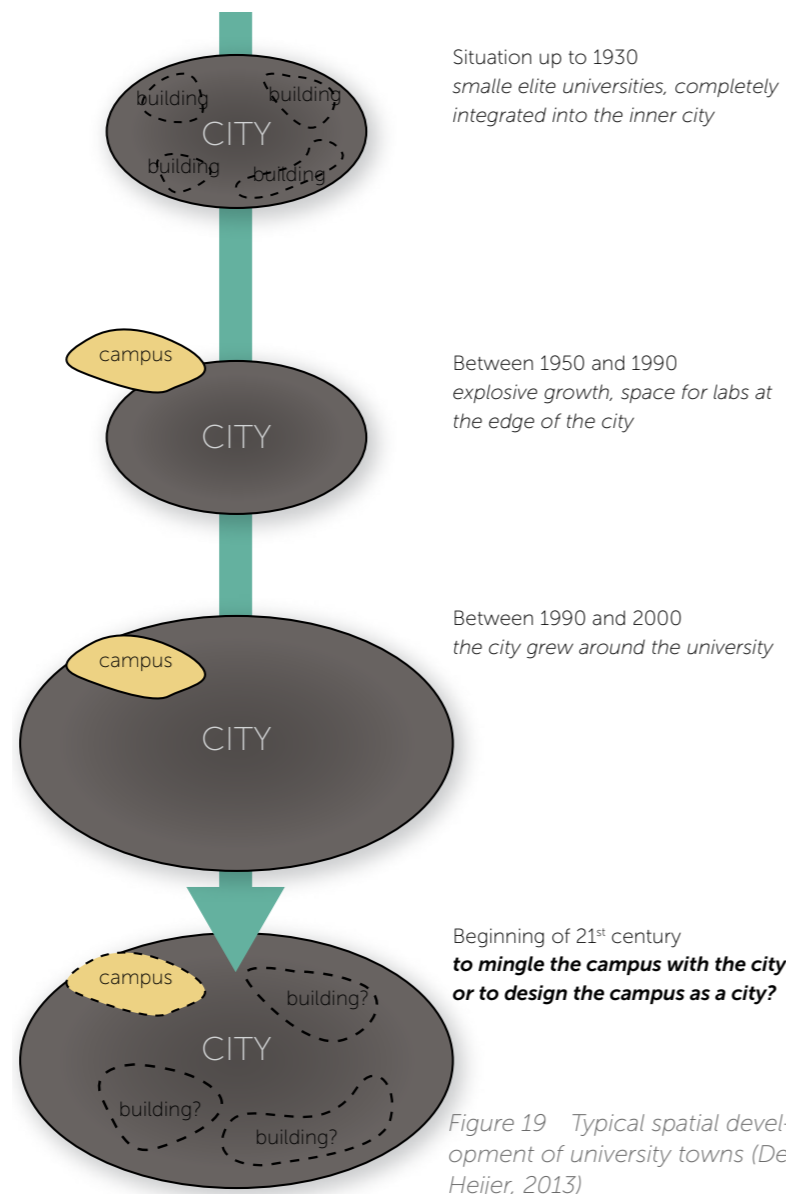 building
building
CITY
building
building
Situation up to 1930
smalle elite universities, completely
integrated into the inner city
campus
CITY
Between 1950 and 1990
explosive growth, space for labs at
the edge of the city
campus
CITY
Between 1990 and 2000
the city grew around the university
campus
building?
CITY
building?
building?
Beginning of 21st century
to mingle the campus with the city
or to design the campus as a city?
Figure 19 Typical spatial devel-
opment of university towns (De
Heijer, 2013)